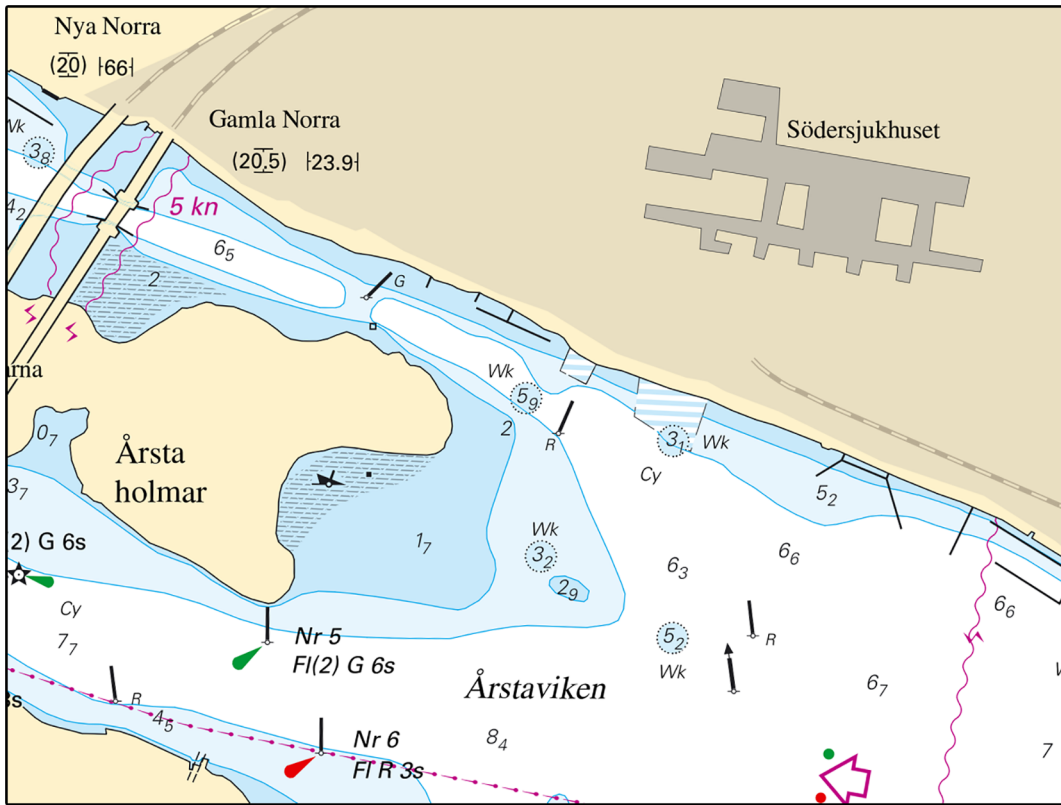 Nya Norra
(20) 66
Gamla Norra
(20.5) 23.9
Södersjukhuset
Wk
3₈
5 kn
4₂
6₅
2
G
Wk
5₉
2
R
3₁ Wk
Cy
0₇
Årsta
holmar
3₇
5₂
1₇
Wk
3₂
2₉
6₃
6₆
6₆
2) G 6s
Cy
7₇
Nr 5
Fl(2) G 6s
5₂
Wk
R
Årstaviken
6₇
R
4₅
Nr 6
Fl R 3s
8₄
7